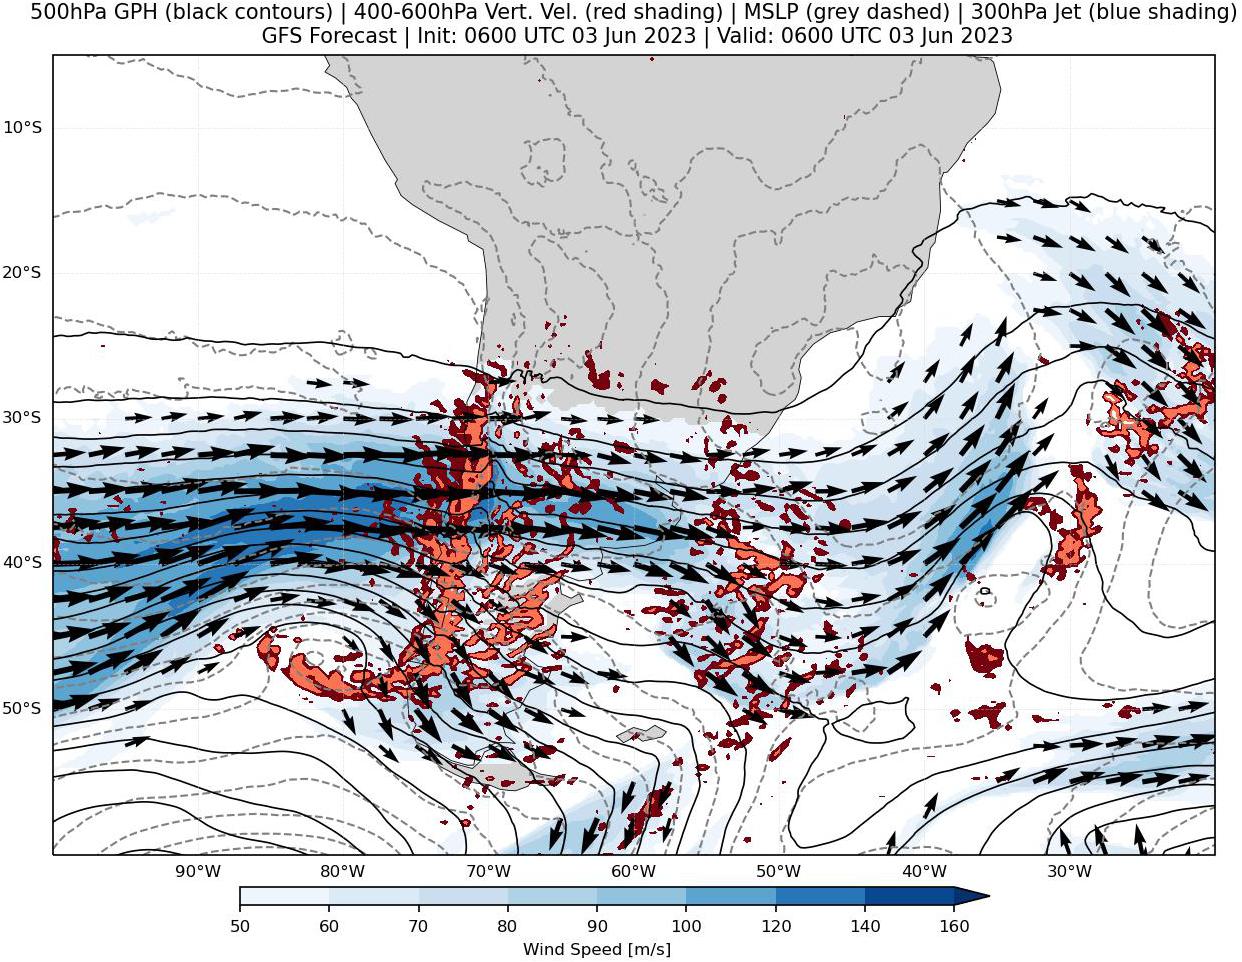 500hPa GPH (black contours) | 400-600hPa Vert. Vel. (red shading) | MSLP (grey dashed) | 300hPa Jet (blue shading)
GFS Forecast | Init: 0600 UTC 03 Jun 2023 | Valid: 0600 UTC 03 Jun 2023
10°S
20°S
30°S
40°S
50°S
90°W 80°W 70°W 60°W 50°W 40°W 30°W
50 60 70 80 90 100 120 140 160
Wind Speed [m/s]